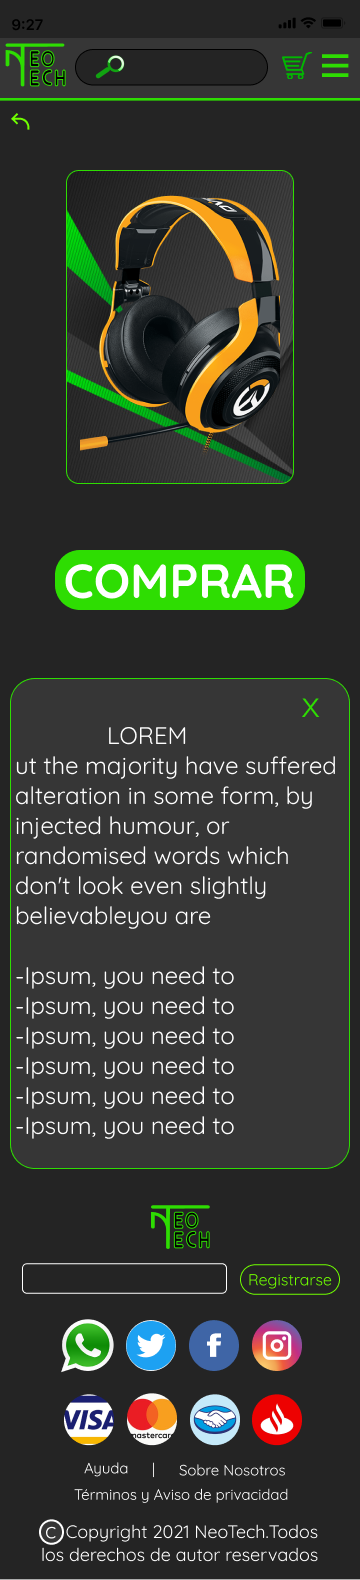 9:27
NEO
TECH
COMPRAR
X
LOREM
ut the majority have suffered
alteration in some form, by
injected humour, or
randomised words which
don't look even slightly
believableyou are
-Ipsum, you need to
-Ipsum, you need to
-Ipsum, you need to
-Ipsum, you need to
-Ipsum, you need to
-Ipsum, you need to
NEO
TECH
Registrarse
VISA mastercard
Ayuda | Sobre Nosotros
Términos y Aviso de privacidad
©Copyright 2021 NeoTech.Todos
los derechos de autor reservados